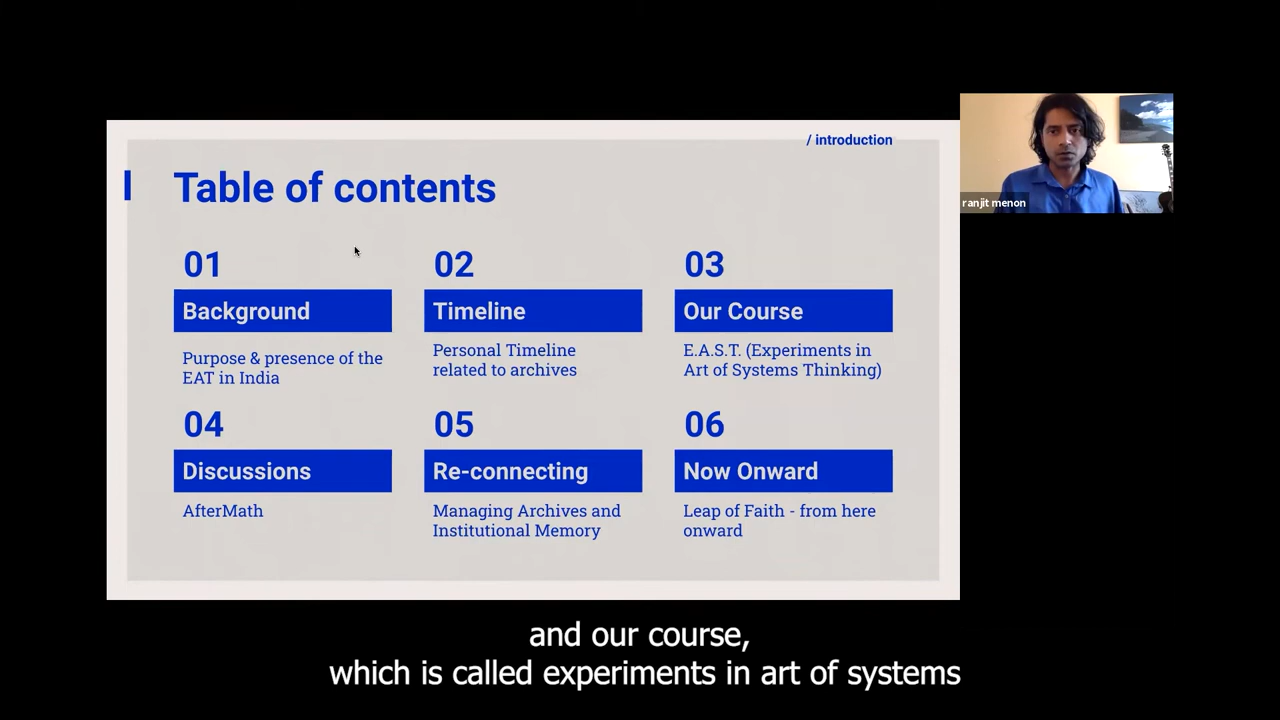 / introduction
Table of contents
01
02
03
Background
Timeline
Our Course
Purpose & presence of the
EAT in India
Personal Timeline
related to archives
E.A.S.T. (Experiments in
Art of Systems Thinking)
04
05
06
Discussions
Re-connecting
Now Onward
AfterMath
Managing Archives and
Institutional Memory
Leap of Faith - from here
onward
ranjit menon
and our course,
which is called experiments in art of systems